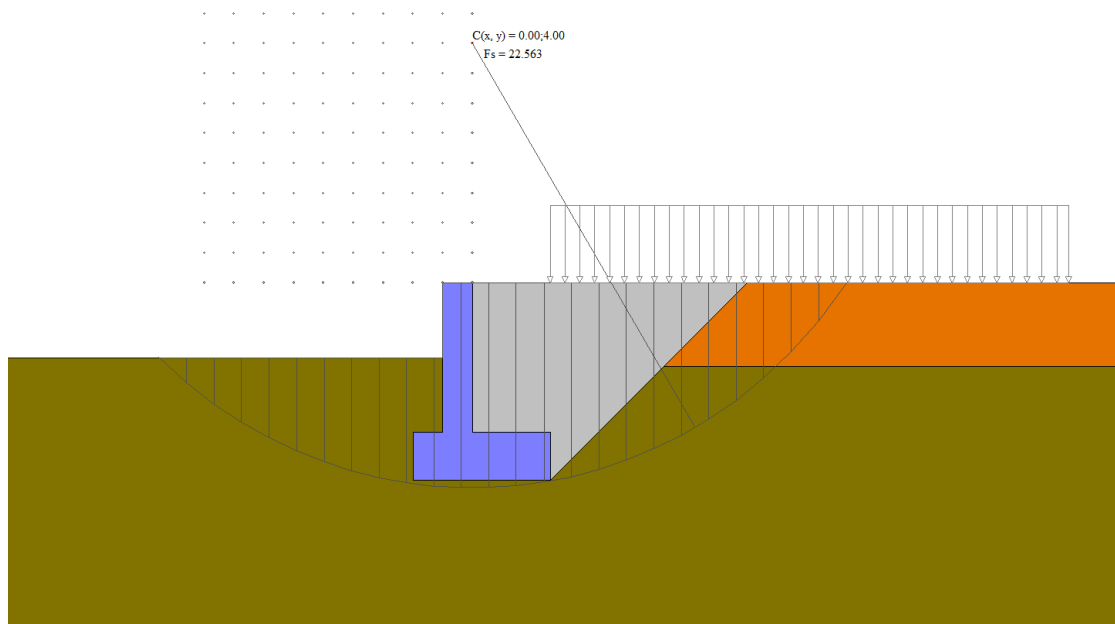 C(x, y) = 0.00;4.00
Fs = 22.563